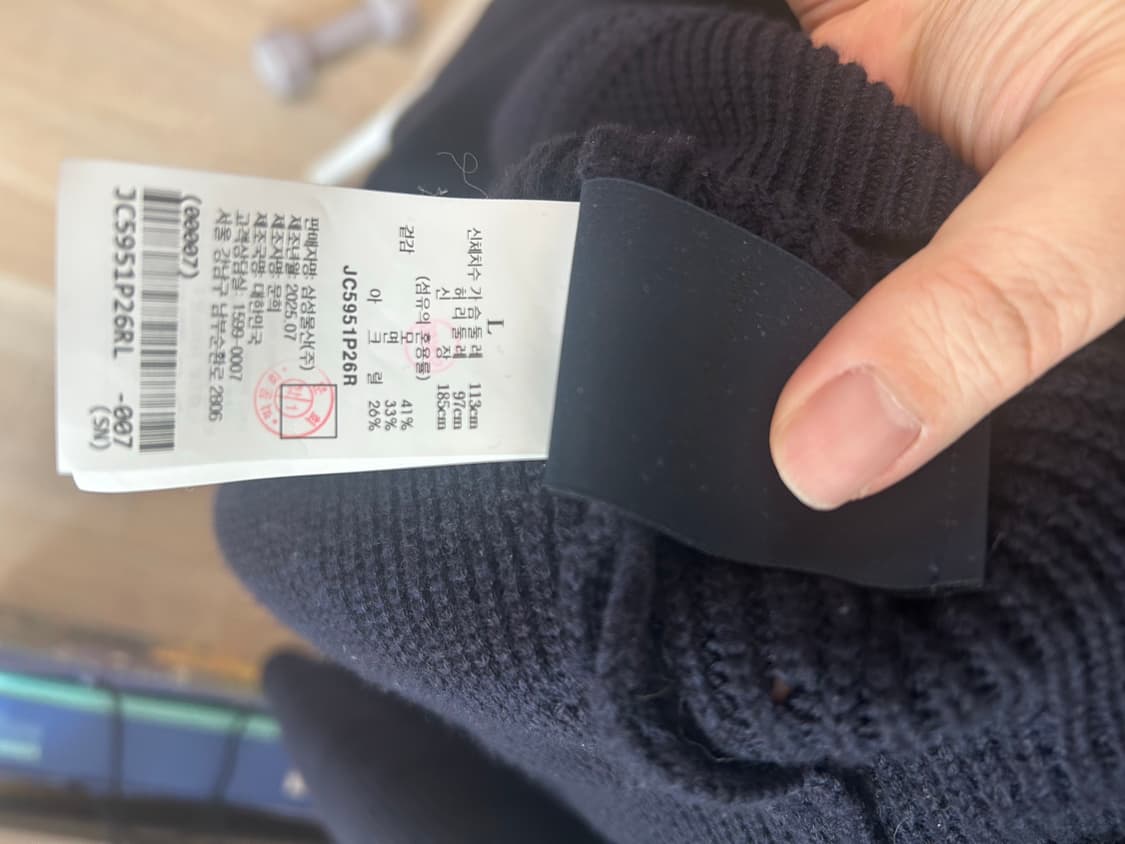 L
신체치수 가슴둘레 113cm
허리둘레 97cm
신 장 185cm
(섬유의 혼용률)
겉감 모 41%
면 33%
아 크 릴 26%
JC5951P26R
판매자명: 삼성물산(주)
제조년월: 2025.07
제조자명: 운희
제조국명: 대한민국
고객상담실: 1599-0007
서울 강남구 남부순환로 2806
(00007)
JC5951P26RL -007
(SN)